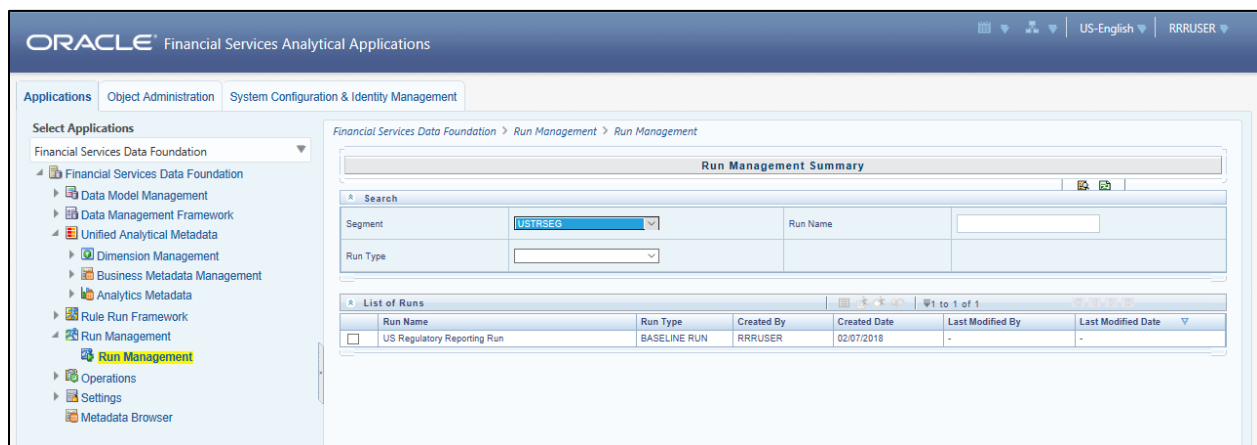 ORACLE Financial Services Analytical Applications
US-English
RRRUSER
Applications
Object Administration
System Configuration & Identity Management
Select Applications
Financial Services Data Foundation
Financial Services Data Foundation
Data Model Management
Data Management Framework
Unified Analytical Metadata
Dimension Management
Business Metadata Management
Analytics Metadata
Rule Run Framework
Run Management
Run Management
Operations
Settings
Metadata Browser
Financial Services Data Foundation > Run Management > Run Management
Run Management Summary
Search
Segment USTRSEG Run Name
Run Type
List of Runs 1 to 1 of 1
Run Name Run Type Created By Created Date Last Modified By Last Modified Date
US Regulatory Reporting Run BASELINE RUN RRRUSER 02/07/2018 - -